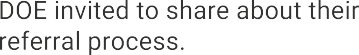 DOE invited to share about their
referral process.